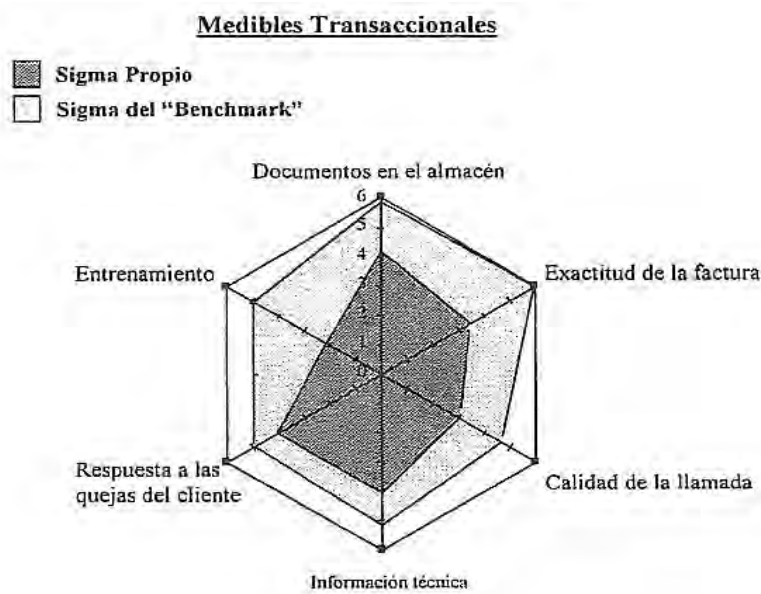 Medibles Transaccionales
Sigma Propio
Sigma del “Benchmark”
Documentos en el almacén
6
5
4
3
2
1
0
Entrenamiento
Exactitud de la factura
Respuesta a las
quejas del cliente
Calidad de la llamada
Información técnica